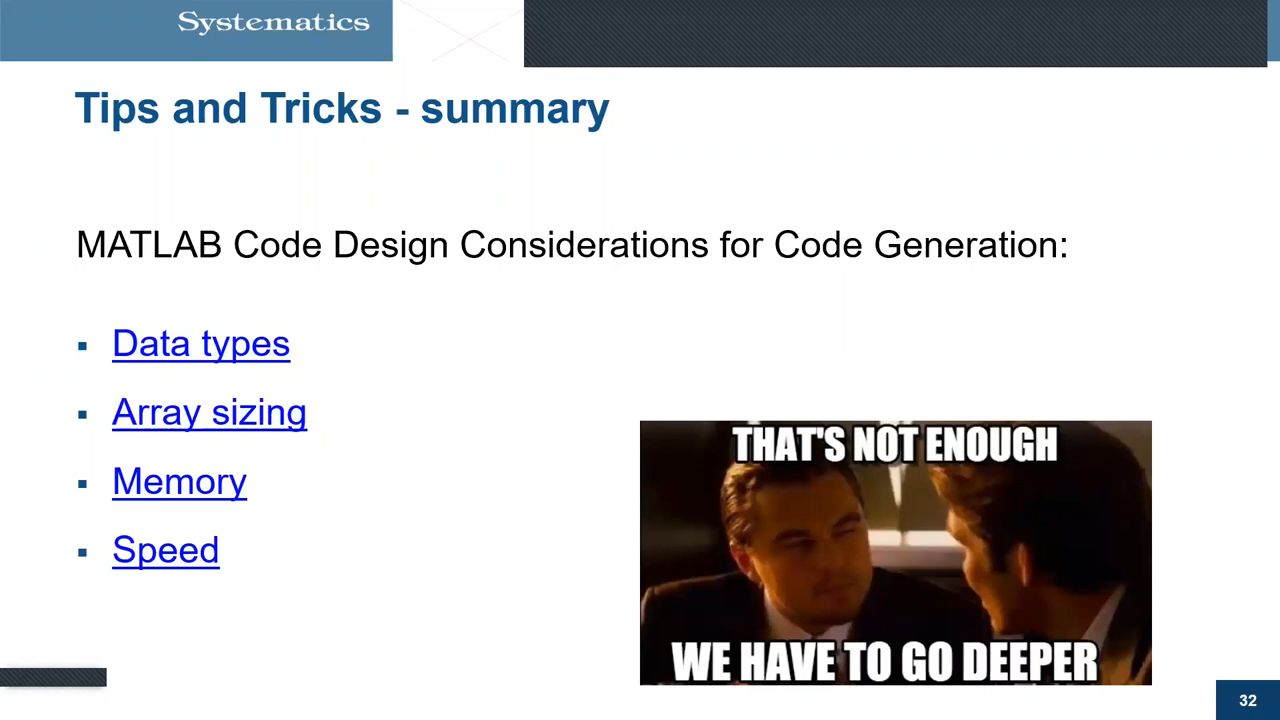 Systematics
Tips and Tricks - summary
MATLAB Code Design Considerations for Code Generation:
Data types
Array sizing
Memory
Speed
THAT'S NOT ENOUGH
WE HAVE TO GO DEEPER
32